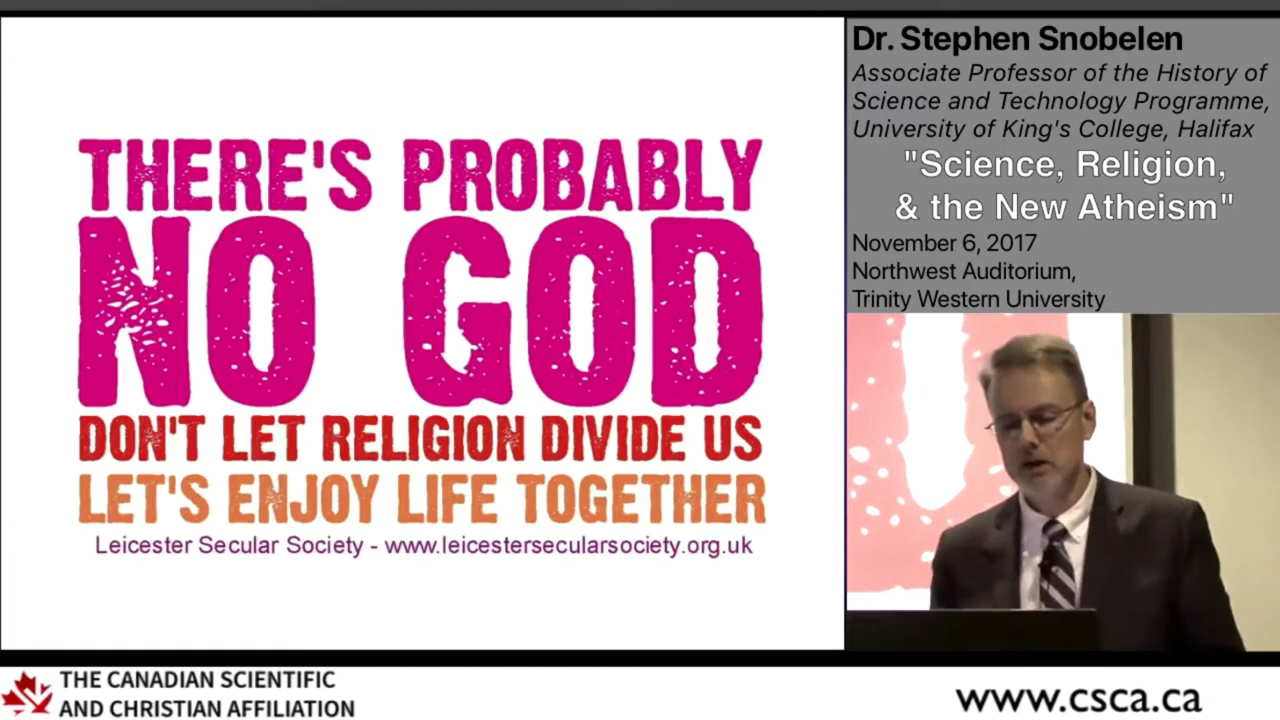 THERE'S PROBABLY
NO GOD
DON'T LET RELIGION DIVIDE US
LET'S ENJOY LIFE TOGETHER
Leicester Secular Society - www.leicestersecularsociety.org.uk
Dr. Stephen Snobelen
Associate Professor of the History of
Science and Technology Programme,
University of King's College, Halifax
"Science, Religion,
& the New Atheism"
November 6, 2017
Northwest Auditorium,
Trinity Western University
THE CANADIAN SCIENTIFIC
AND CHRISTIAN AFFILIATION
www.csca.ca